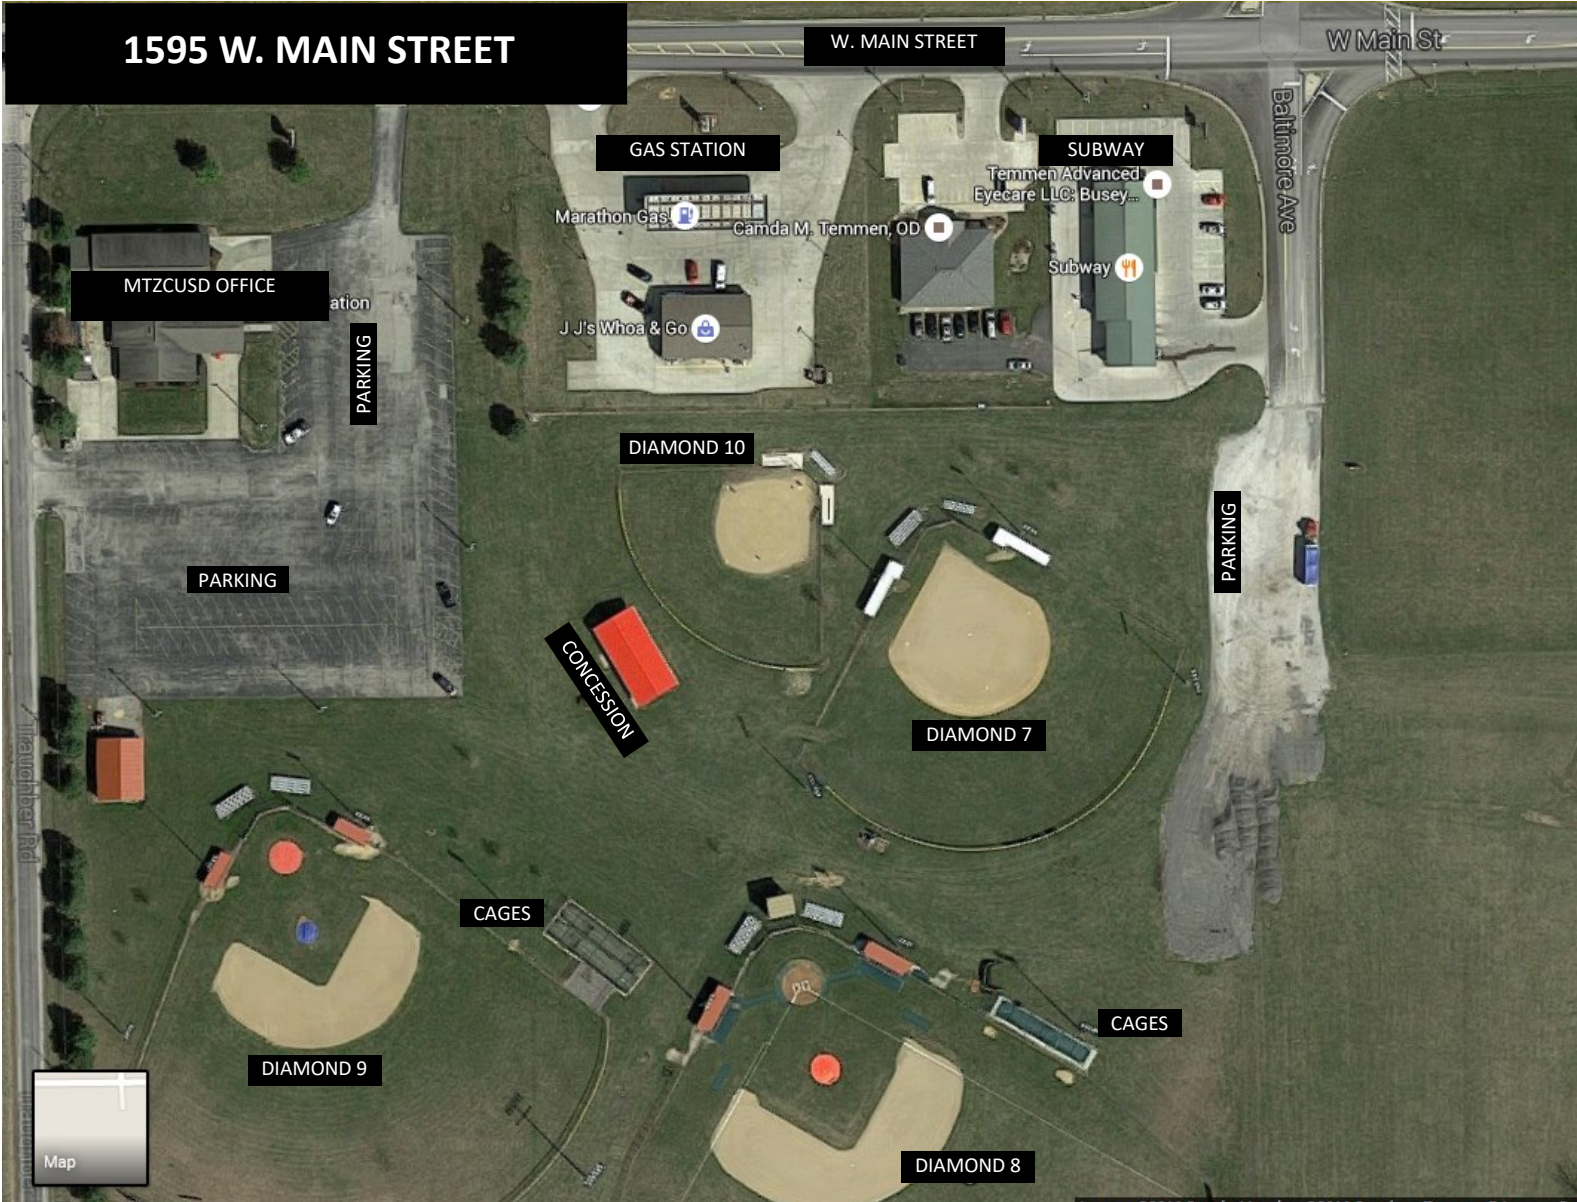 1595 W. MAIN STREET
W. MAIN STREET
W Main St
Baltimore Ave
GAS STATION
SUBWAY
Temmen Advanced
Eyecare LLC: Busey...
Marathon Gas
Camda M. Temmen, OD
Subway
MTZCUSD OFFICE
ation
J J's Whoa & Go
PARKING
DIAMOND 10
PARKING
PARKING
CONCESSION
DIAMOND 7
Traughber Rd
CAGES
CAGES
DIAMOND 9
Map
DIAMOND 8